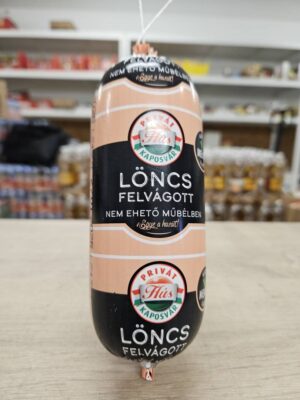 NEM EHETŐ MŰBÉLBEN
PRIVÁT
Hús
KAPOSVÁR
LÖNCS
FELVÁGOTT
NEM EHETŐ MŰBÉLBEN
PRIVÁT
Hús
KAPOSVÁR
LÖNCS
FELVÁGOTT